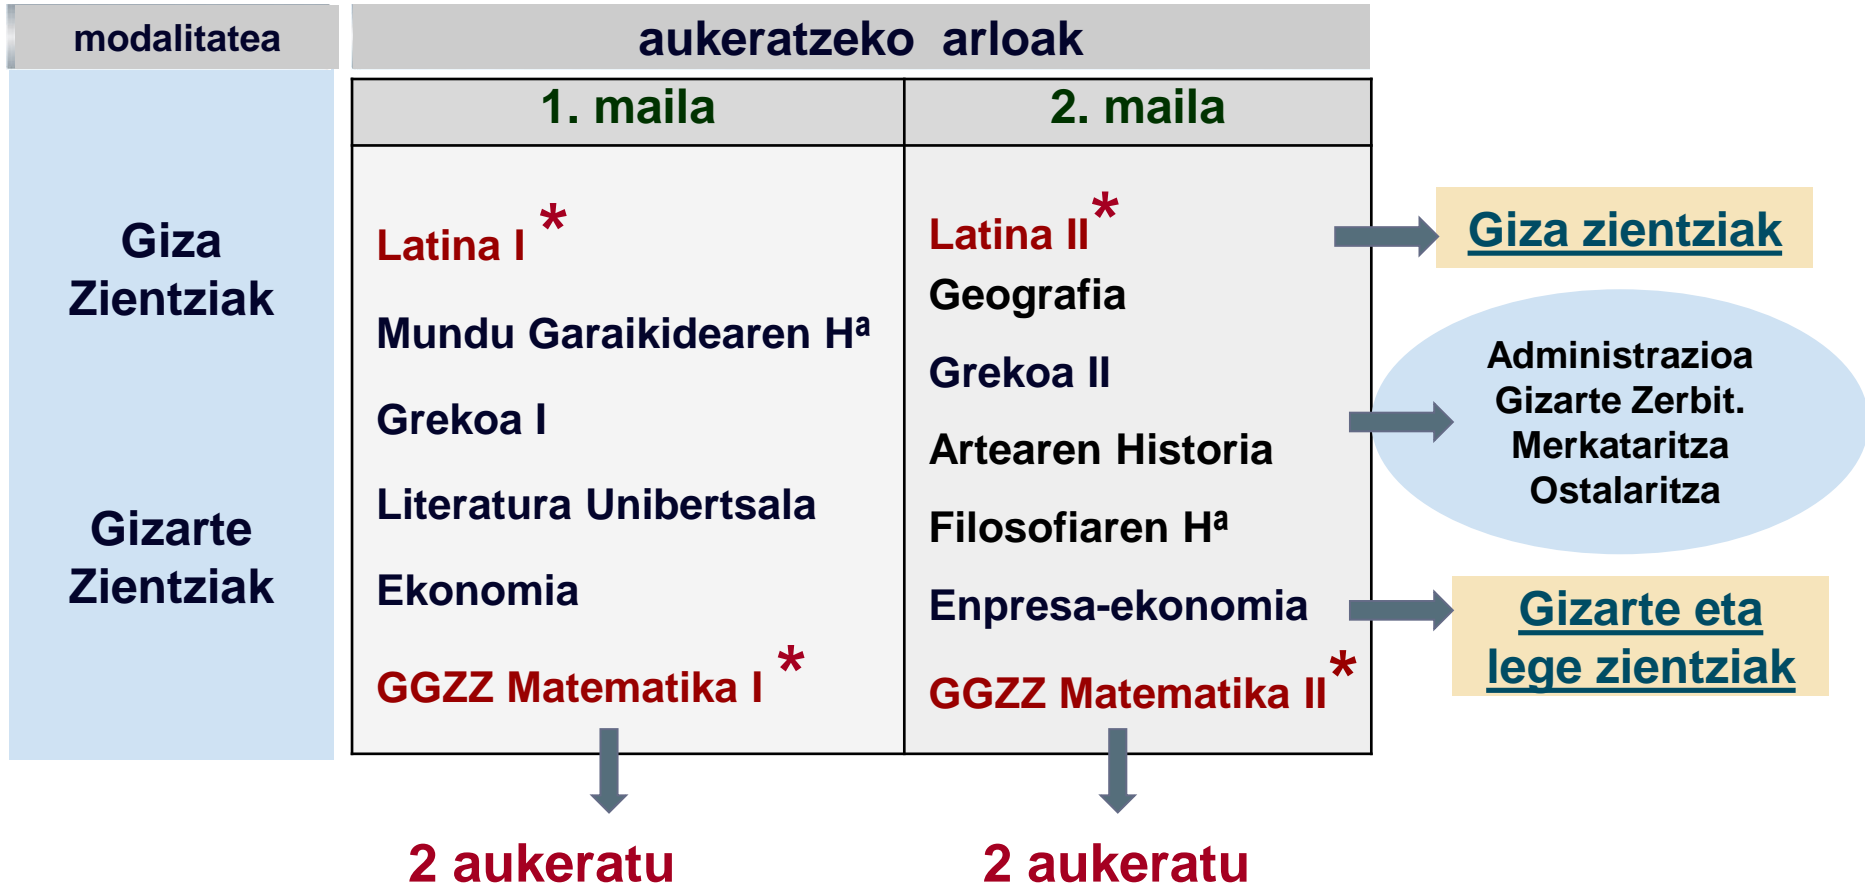 modalitatea
aukeratzeko arloak
1. maila
2. maila
Giza
Zientziak
Gizarte
Zientziak
Latina I *
Mundu Garaikidearen Hª
Grekoa I
Literatura Unibertsala
Ekonomia
GGZZ Matematika I *
Latina II *
Geografia
Grekoa II
Artearen Historia
Filosofiaren Hª
Enpresa-ekonomia
GGZZ Matematika II *
Giza zientziak
Administrazioa
Gizarte Zerbit.
Merkataritza
Ostalaritza
Gizarte eta
lege zientziak
2 aukeratu
2 aukeratu